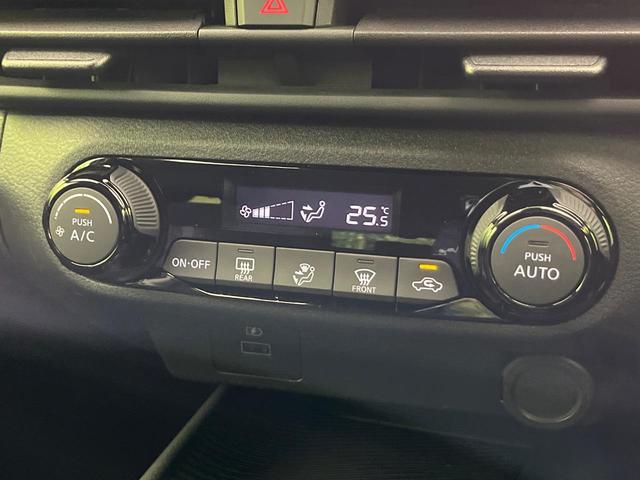 25.5 °C
PUSH
A/C
ON·OFF
REAR
FRONT
PUSH
AUTO